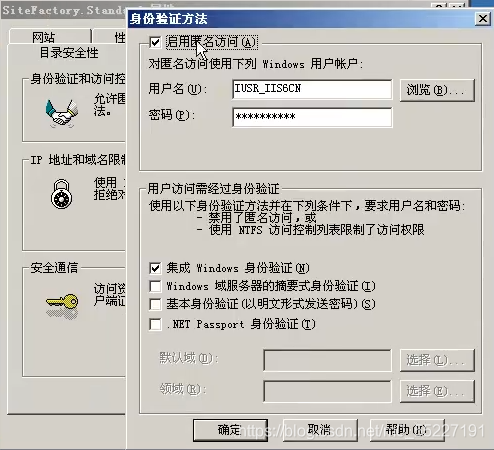 SiteFactory.Stand
身份验证方法
网站
性
目录安全性
身份验证和访问控
允许匿
法。
IP 地址和域名限制
使用
拒绝对
安全通信
访问资
户端证
启用匿名访问(A)
对匿名访问使用下列 Windows 用户帐户:
用户名(U):
IUSR_IIS6CN
浏览(B)...
密码(P):
**********
用户访问需经过身份验证
使用以下身份验证方法并在下列条件下，要求用户名和密码:
- 禁用了匿名访问，或
- 使用 NTFS 访问控制列表限制了访问权限
集成 Windows 身份验证(N)
Windows 域服务器的摘要式身份验证(I)
基本身份验证(以明文形式发送密码)(S)
.NET Passport 身份验证(T)
默认域(D):
选择(L)...
领域(R):
选择(E)...
确定
取消
帮助(H)